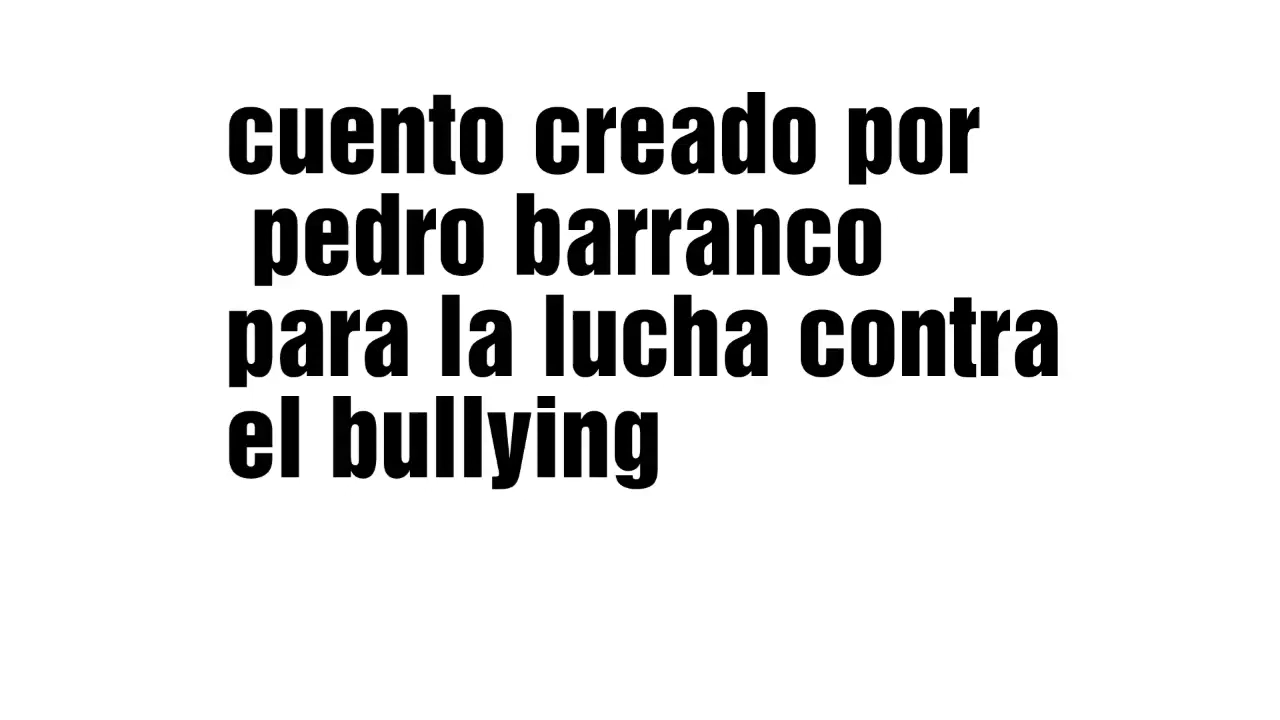 cuento creado por
pedro barranco
para la lucha contra
el bullying